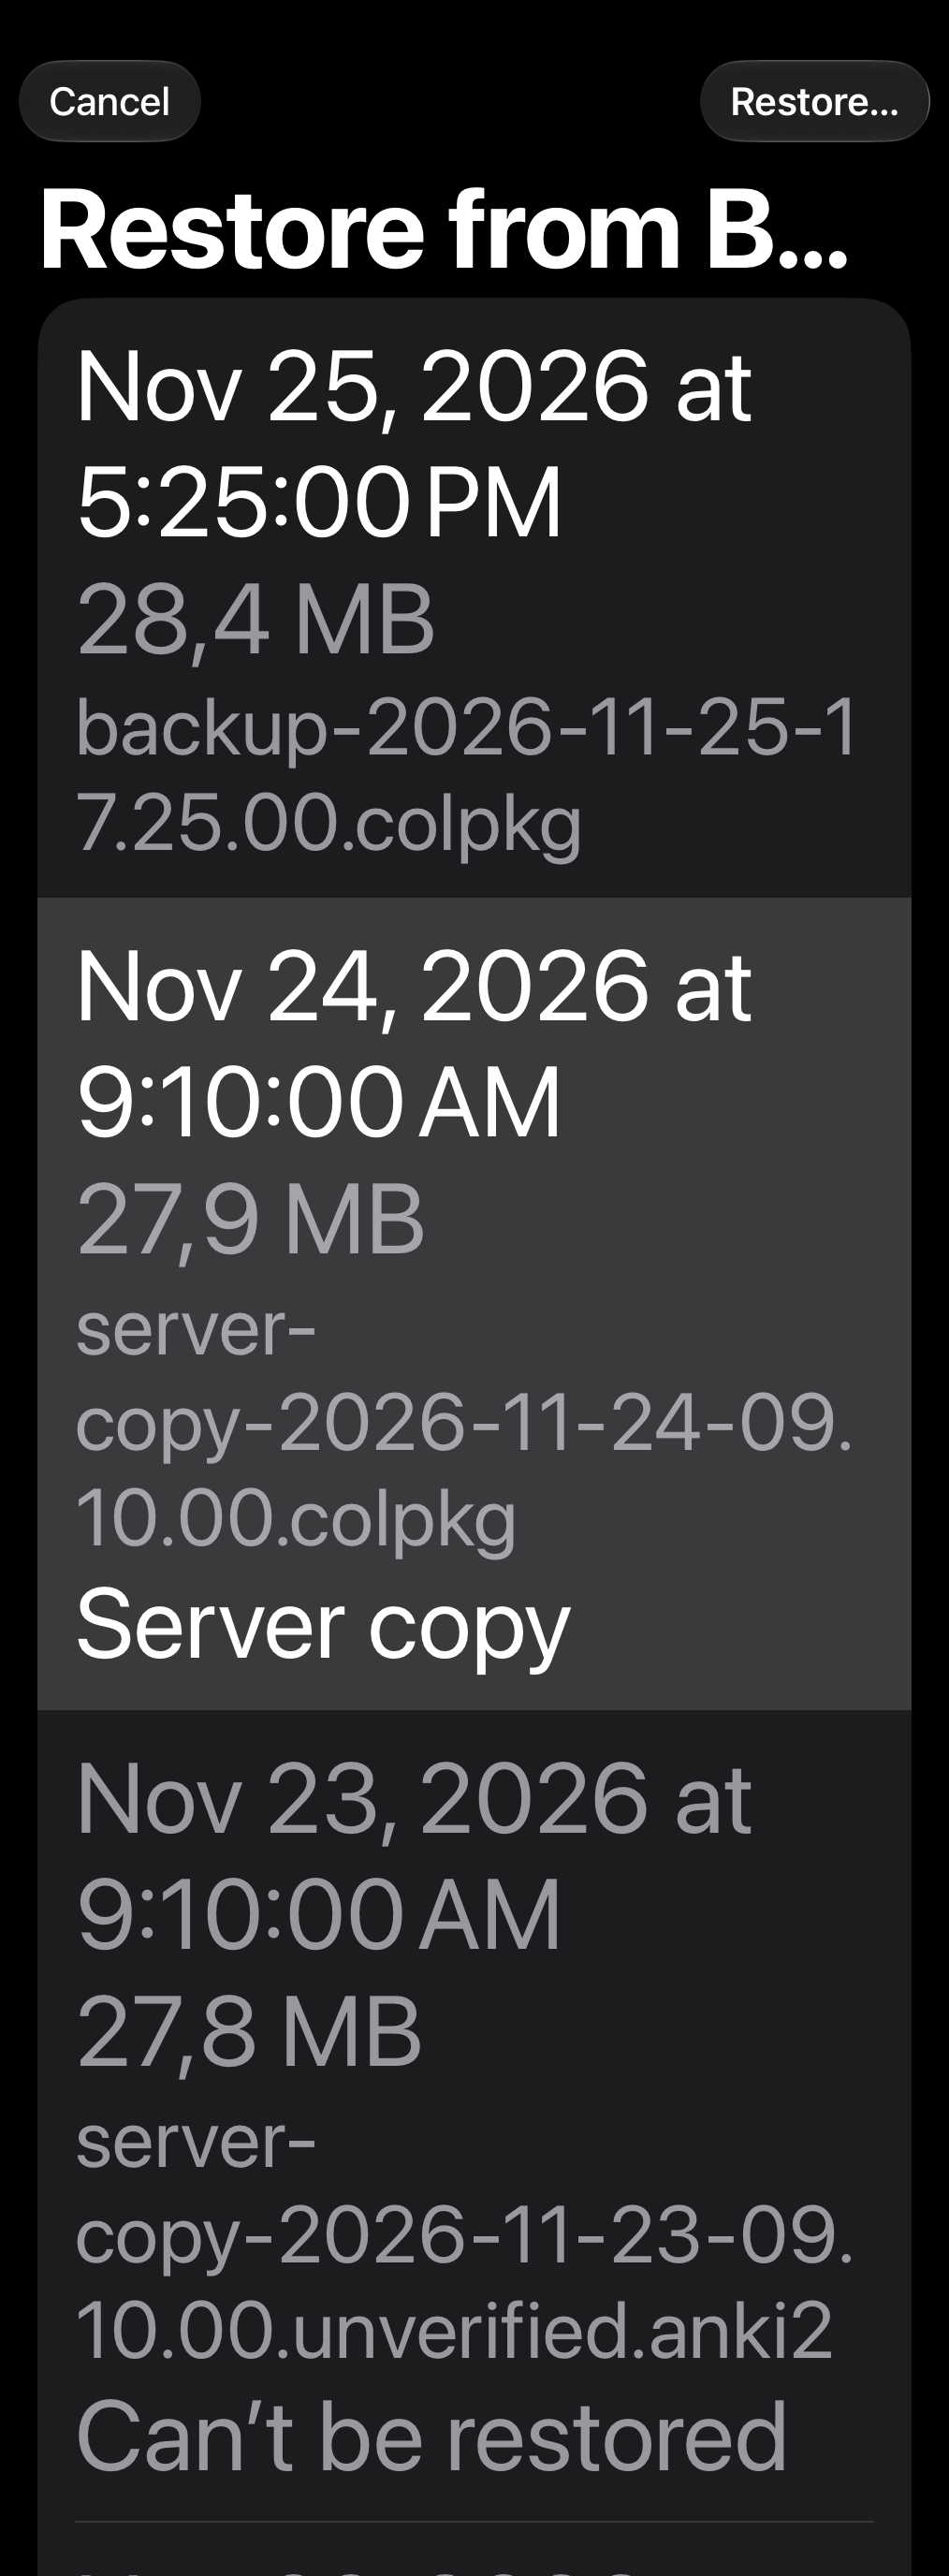 Cancel
Restore...
Restore from B...
Nov 25, 2026 at
5:25:00 PM
28,4 MB
backup-2026-11-25-1
7.25.00.colpkg
Nov 24, 2026 at
9:10:00 AM
27,9 MB
server-
copy-2026-11-24-09.
10.00.colpkg
Server copy
Nov 23, 2026 at
9:10:00 AM
27,8 MB
server-
copy-2026-11-23-09.
10.00.unverified.anki2
Can’t be restored